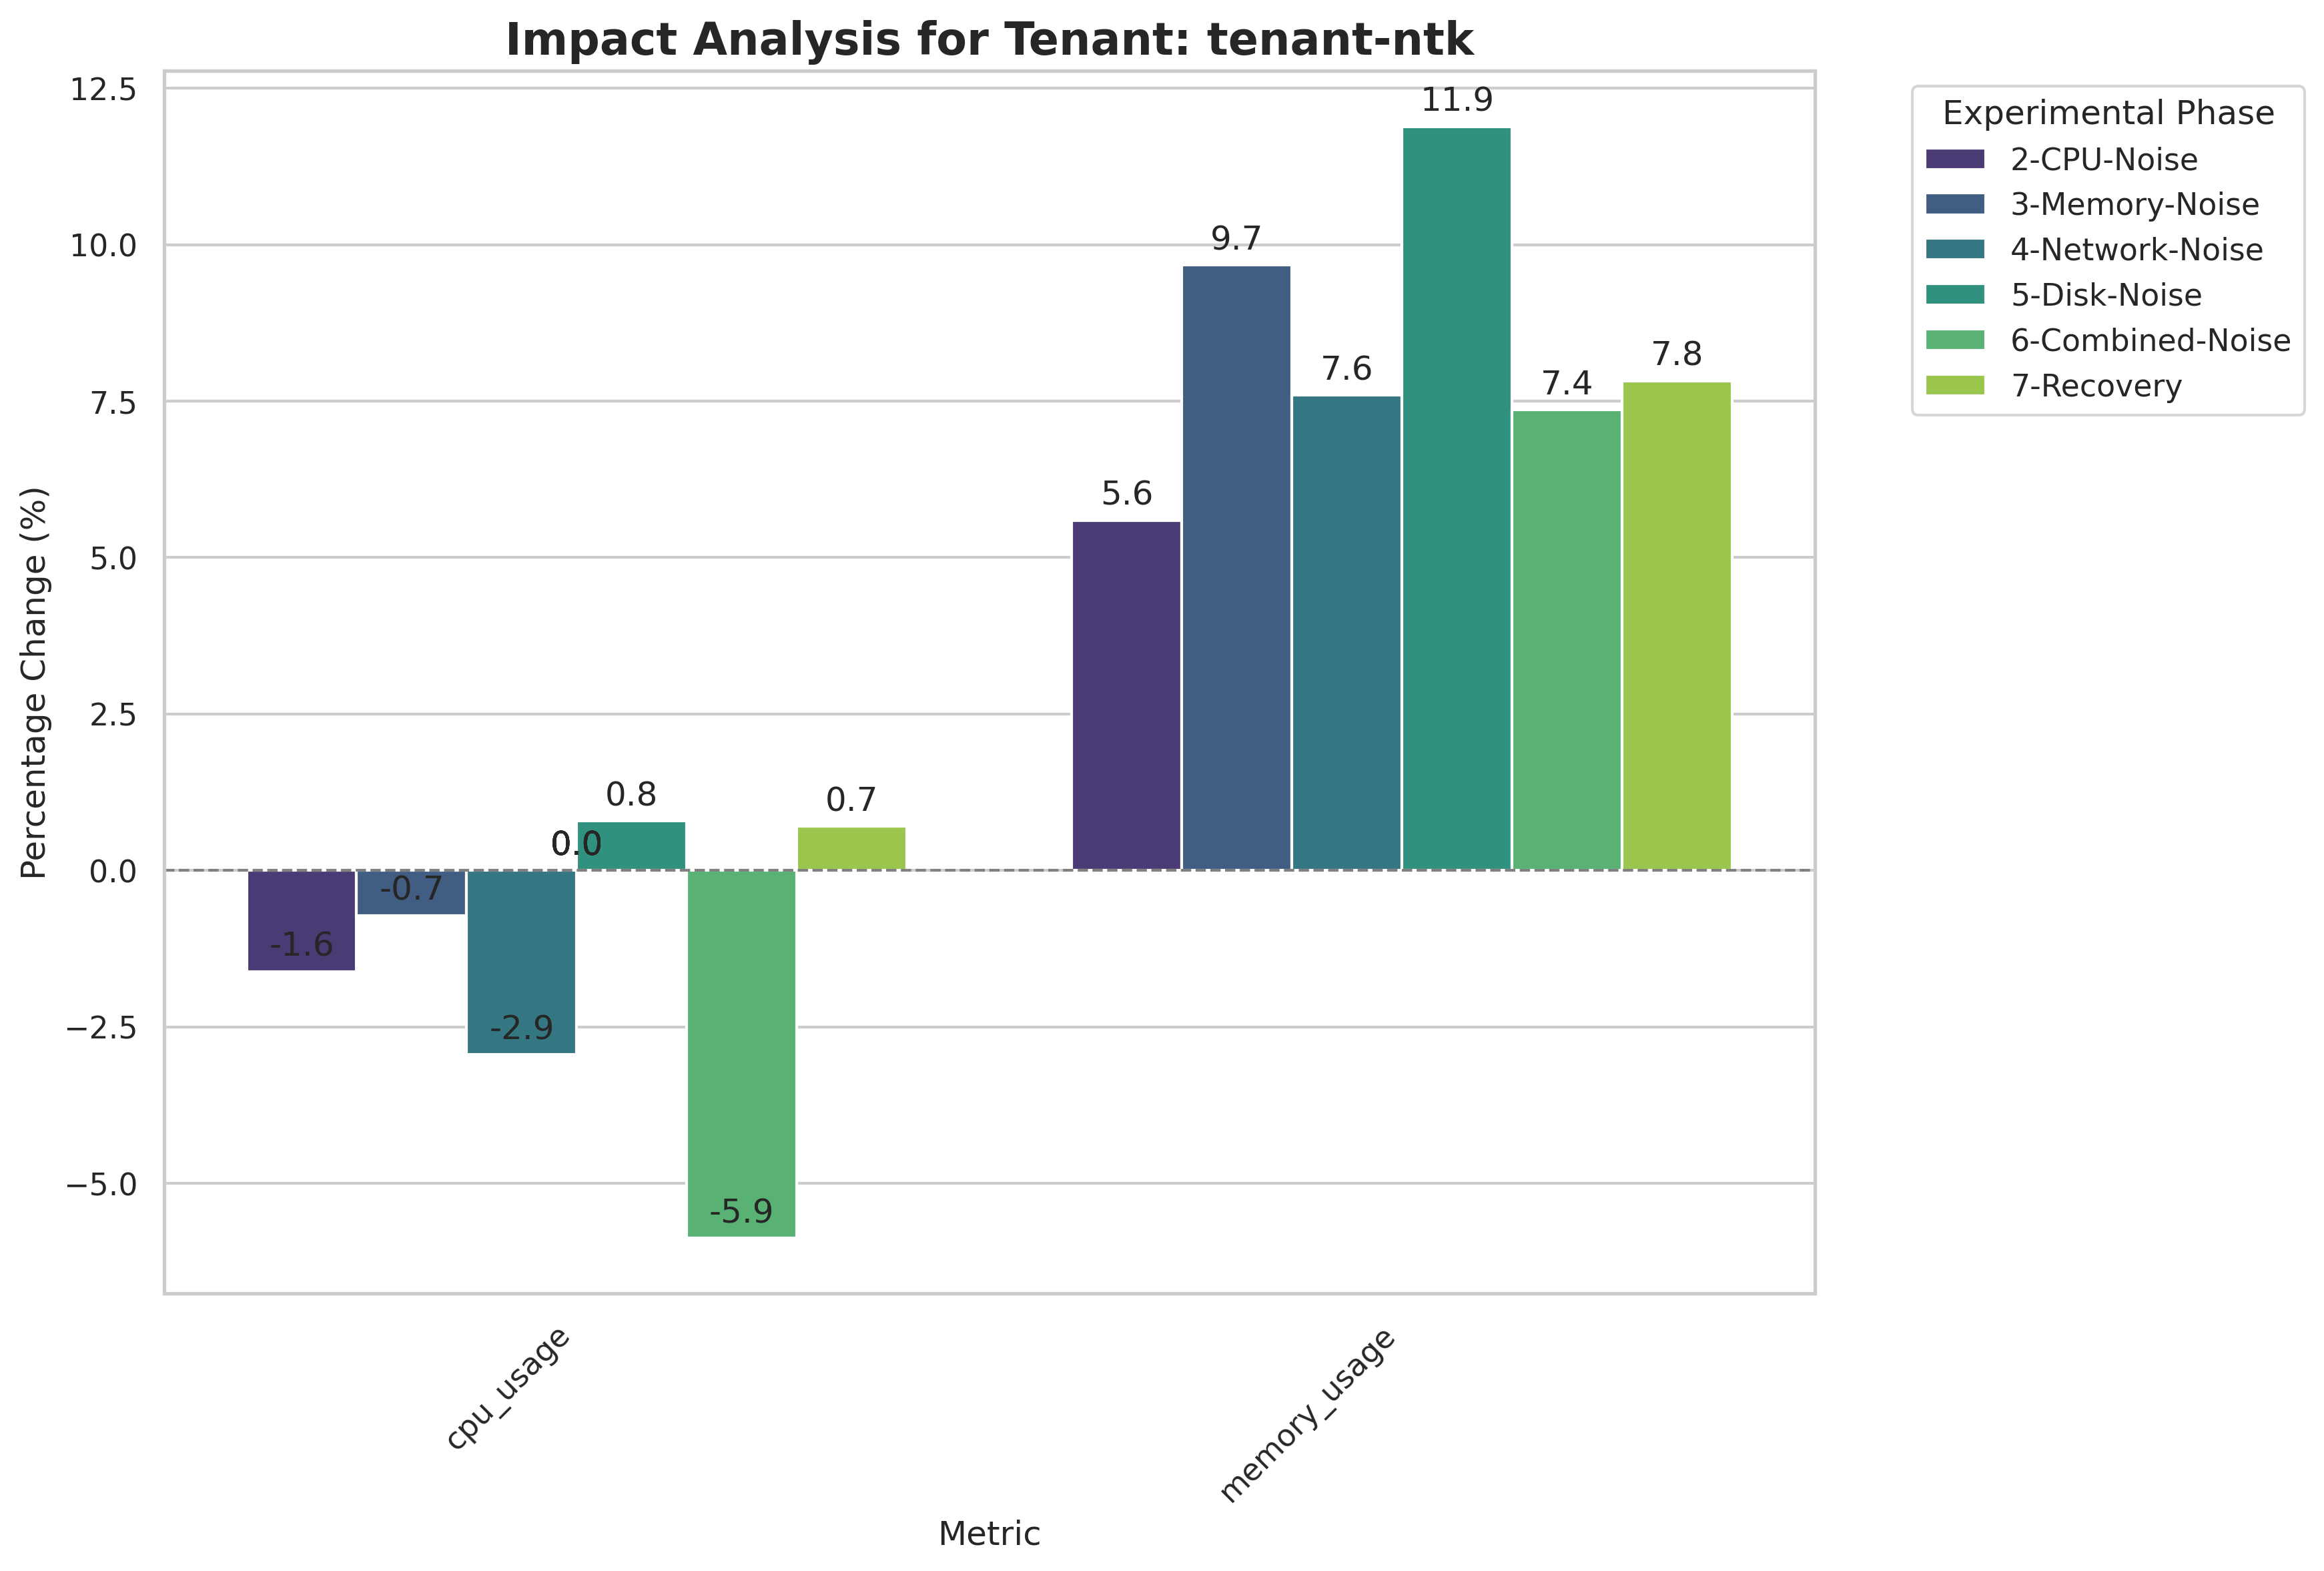 Impact Analysis for Tenant: tenant-ntk
Percentage Change (%)
12.5
10.0
7.5
5.0
2.5
0.0
−2.5
−5.0
-1.6
-0.7
-2.9
0.0
0.8
-5.9
0.7
5.6
9.7
7.6
11.9
7.4
7.8
cpu_usage
memory_usage
Metric
Experimental Phase
2-CPU-Noise
3-Memory-Noise
4-Network-Noise
5-Disk-Noise
6-Combined-Noise
7-Recovery